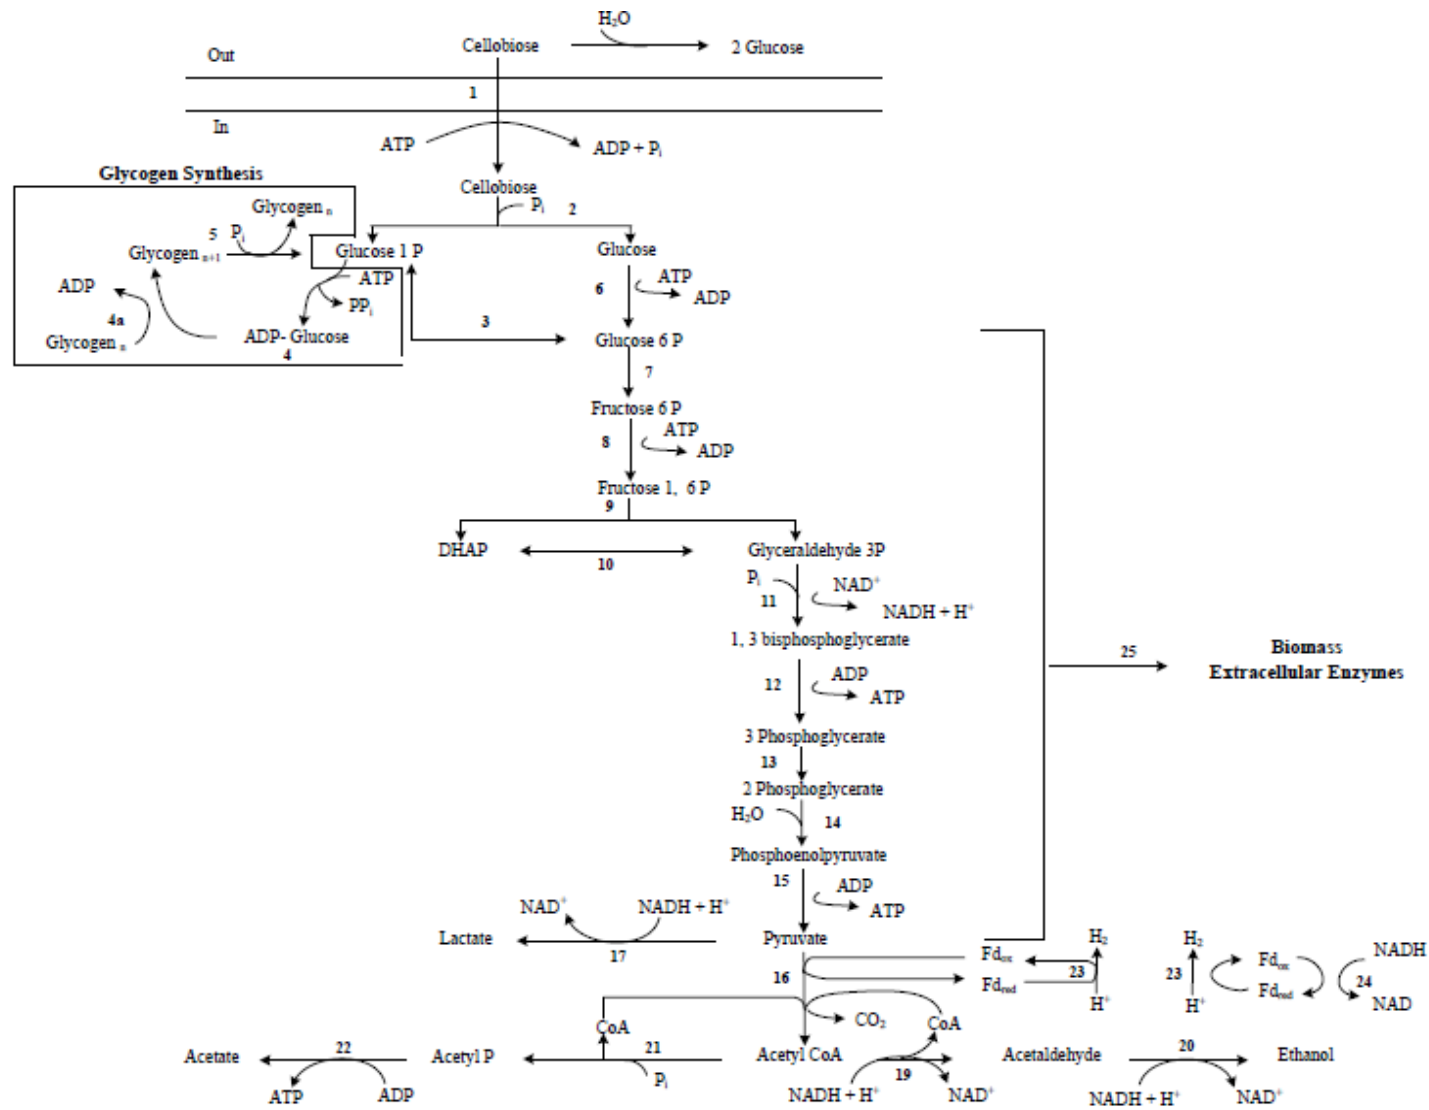 H₂O
Cellobiose
2 Glucose
Out
1
In
ATP
ADP + Pᵢ
Glycogen Synthesis
Cellobiose
Pᵢ
2
Glycogen ₙ
5
Pᵢ
Glycogen ₙ₊₁
Glucose 1 P
Glucose
ATP
ADP
PPᵢ
6
ATP
ADP
4a
Glycogen ₙ
ADP- Glucose
4
3
Glucose 6 P
7
Fructose 6 P
8
ATP
ADP
Fructose 1, 6 P
9
DHAP
10
Glyceraldehyde 3P
Pᵢ
11
NAD⁺
NADH + H⁺
1, 3 bisphosphoglycerate
12
ADP
ATP
25
Biomass
Extracellular Enzymes
3 Phosphoglycerate
13
2 Phosphoglycerate
H₂O
14
Phosphoenolpyruvate
15
ADP
ATP
NAD⁺
NADH + H⁺
Lactate
17
Pyruvate
16
Fdₒₓ
Fd_red
H₂
23
H⁺
H₂
23
H⁺
Fdₒₓ
Fd_red
NADH
24
NAD
CoA
CO₂
CoA
Acetate
22
Acetyl P
21
Acetyl CoA
19
Acetaldehyde
20
Ethanol
ATP
ADP
Pᵢ
NADH + H⁺
NAD⁺
NADH + H⁺
NAD⁺